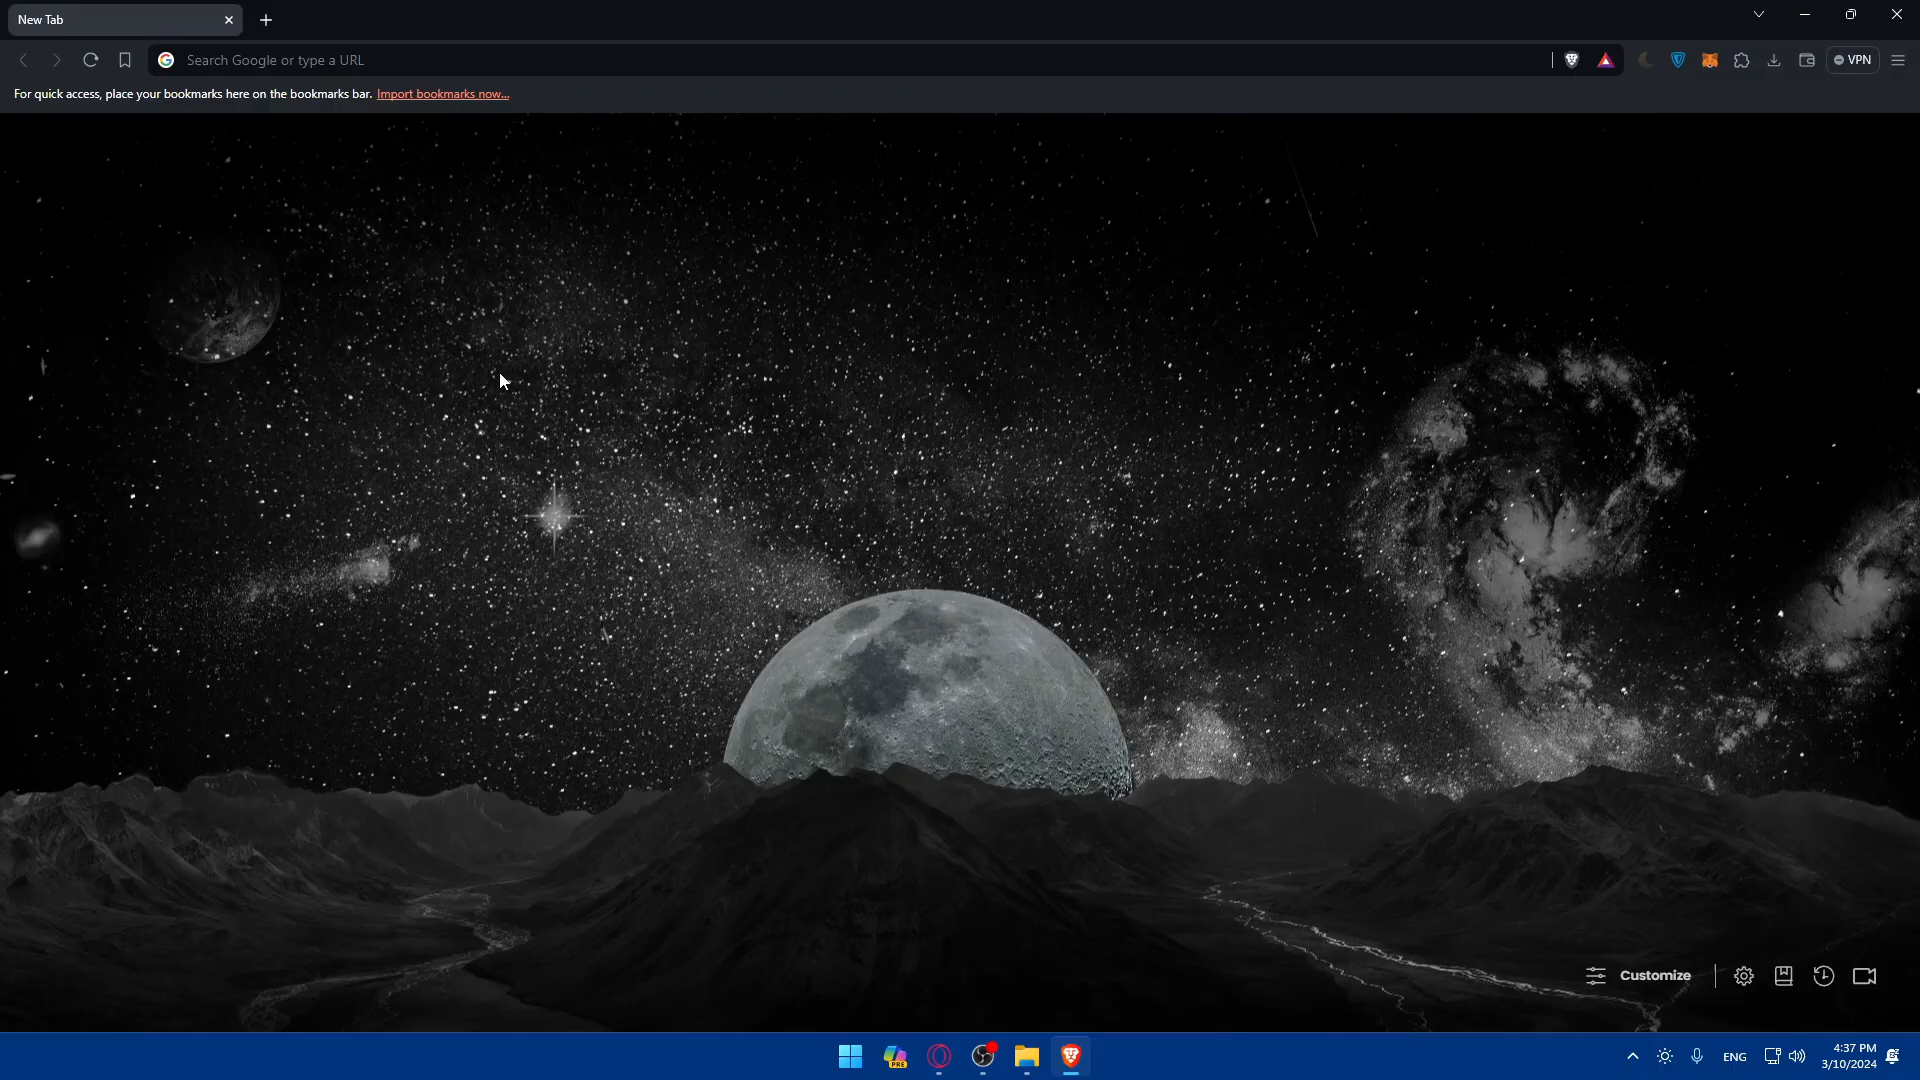 New Tab
Search Google or type a URL
VPN
For quick access, place your bookmarks here on the bookmarks bar. Import bookmarks now...
Customize
PRE
ENG
4:37 PM
3/10/2024